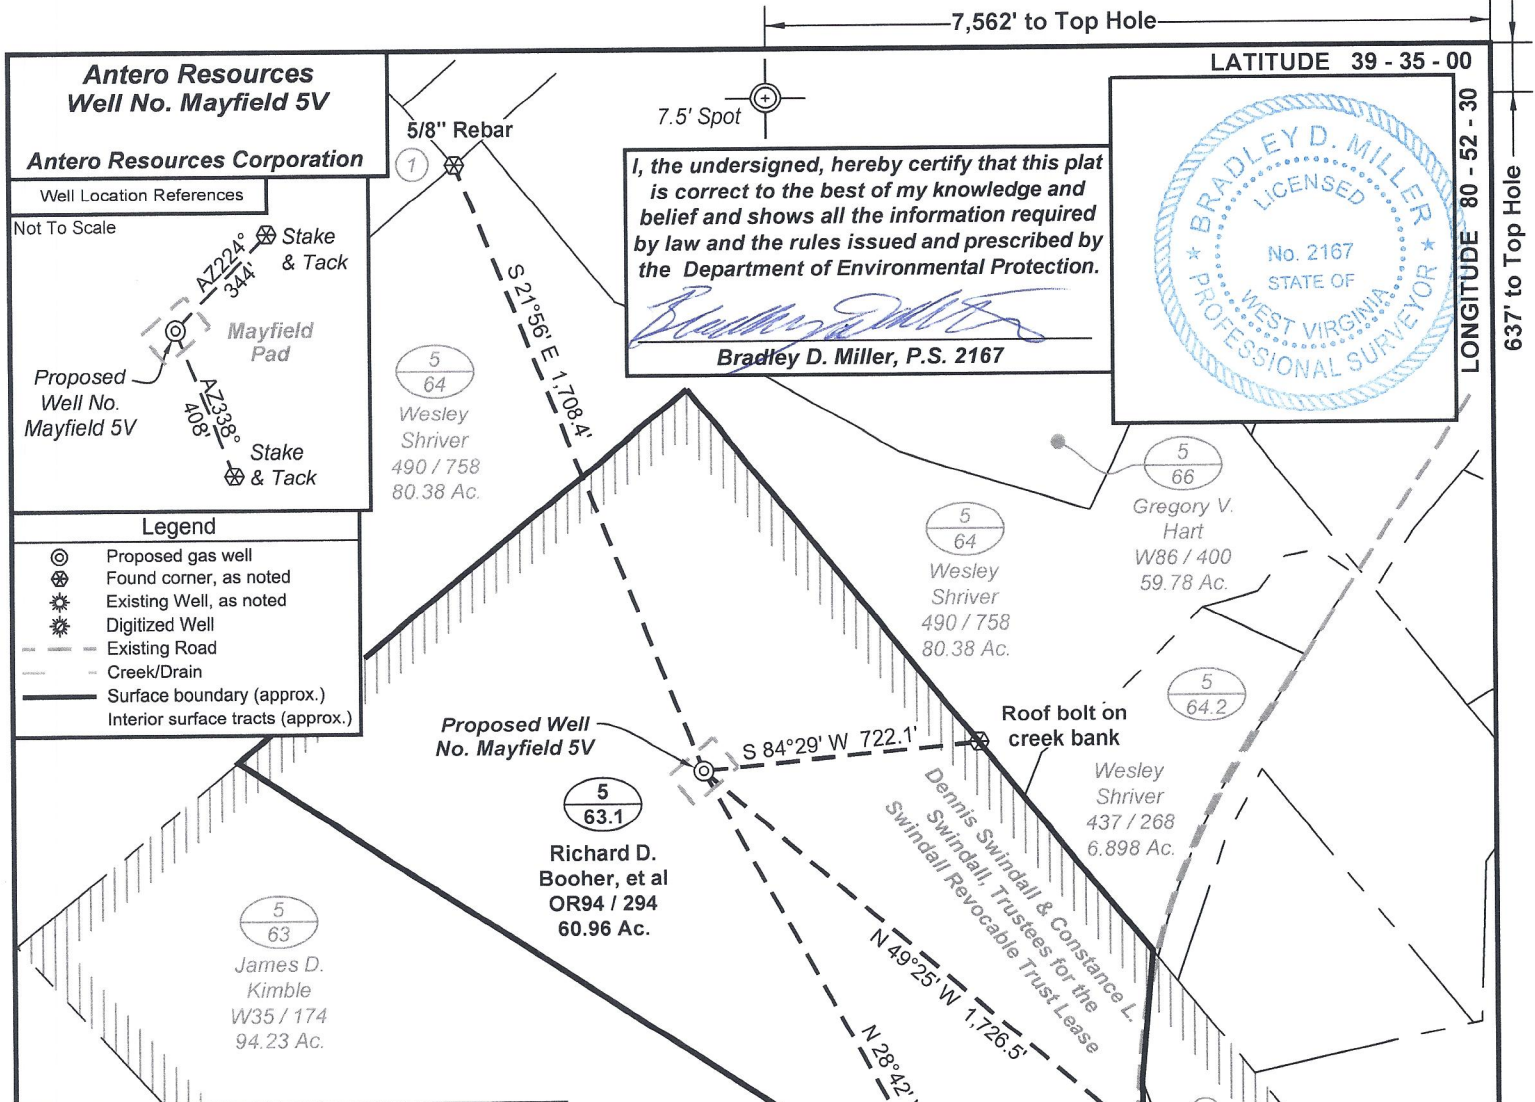 7,562' to Top Hole
LATITUDE 39 - 35 - 00
LONGITUDE 80 - 52 - 30
637' to Top Hole
Antero Resources
Well No. Mayfield 5V
Antero Resources Corporation
Well Location References
Not To Scale
AZ224°
344'
Stake
& Tack
Mayfield
Pad
Proposed
Well No.
Mayfield 5V
AZ338°
408'
Stake
& Tack
Legend
Proposed gas well
Found corner, as noted
Existing Well, as noted
Digitized Well
Existing Road
Creek/Drain
Surface boundary (approx.)
Interior surface tracts (approx.)
5/8" Rebar
1
7.5' Spot
I, the undersigned, hereby certify that this plat
is correct to the best of my knowledge and
belief and shows all the information required
by law and the rules issued and prescribed by
the Department of Environmental Protection.
Bradley D. Miller, P.S. 2167
BRADLEY D. MILLER
LICENSED
No. 2167
STATE OF
WEST VIRGINIA
PROFESSIONAL SURVEYOR
S 21°56' E 1,708.4'
5
64
Wesley
Shriver
490 / 758
80.38 Ac.
5
66
Gregory V.
Hart
W86 / 400
59.78 Ac.
5
64
Wesley
Shriver
490 / 758
80.38 Ac.
5
64.2
Wesley
Shriver
437 / 268
6.898 Ac.
Roof bolt on
creek bank
Proposed Well
No. Mayfield 5V
S 84°29' W 722.1'
5
63.1
Richard D.
Booher, et al
OR94 / 294
60.96 Ac.
Dennis Swindall & Constance L.
Swindall, Trustees for the
Swindall Revocable Trust Lease
N 49°25' W 1,726.5'
N 28°42'
5
63
James D.
Kimble
W35 / 174
94.23 Ac.